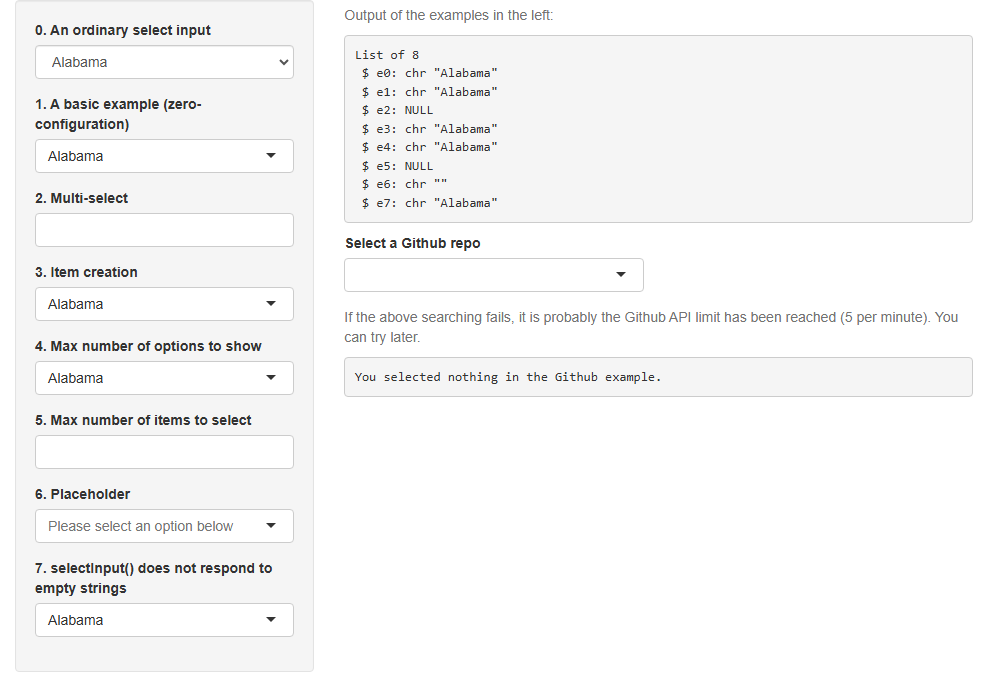 0. An ordinary select input
Alabama
1. A basic example (zero-
configuration)
Alabama
2. Multi-select
3. Item creation
Alabama
4. Max number of options to show
Alabama
5. Max number of items to select
6. Placeholder
Please select an option below
7. selectInput() does not respond to
empty strings
Alabama
Output of the examples in the left:
List of 8
 $ e0: chr "Alabama"
 $ e1: chr "Alabama"
 $ e2: NULL
 $ e3: chr "Alabama"
 $ e4: chr "Alabama"
 $ e5: NULL
 $ e6: chr ""
 $ e7: chr "Alabama"
Select a Github repo
If the above searching fails, it is probably the Github API limit has been reached (5 per minute). You
can try later.
You selected nothing in the Github example.